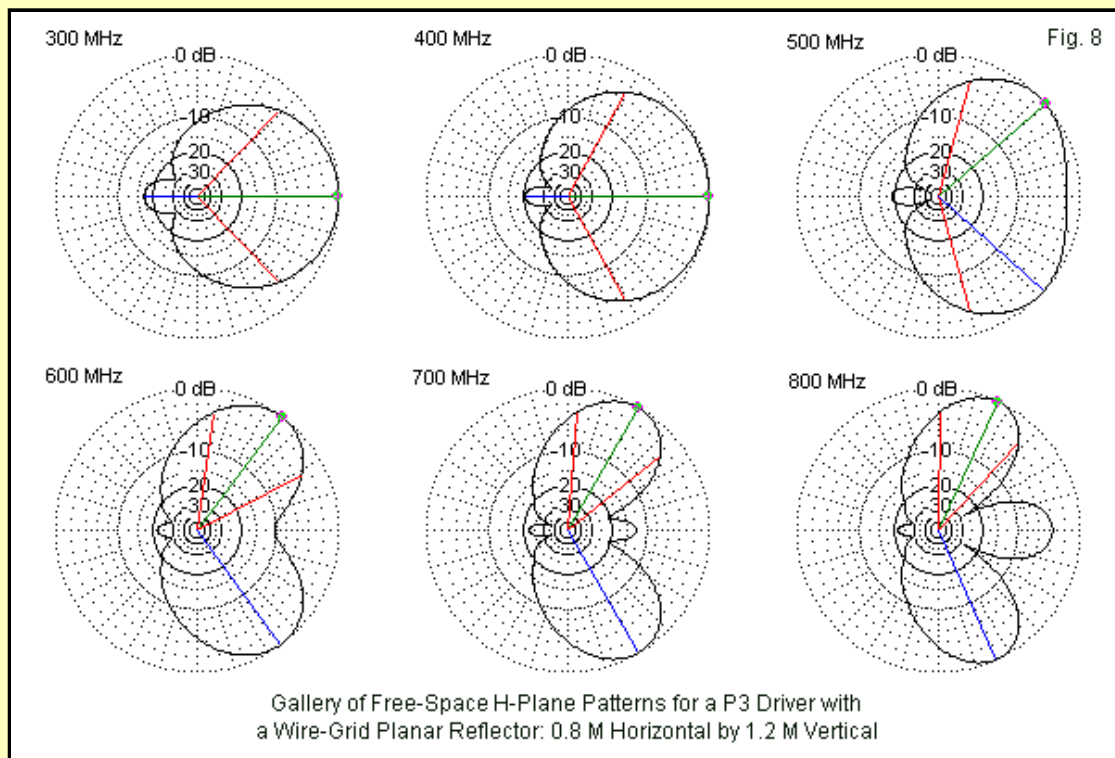 300 MHz
0 dB
-10
-20
-30
400 MHz
0 dB
-10
-20
-30
500 MHz
0 dB
-10
-20
-30
Fig. 8
600 MHz
0 dB
-10
-20
-30
700 MHz
0 dB
-10
-20
-30
800 MHz
0 dB
-10
-20
-30
Gallery of Free-Space H-Plane Patterns for a P3 Driver with
a Wire-Grid Planar Reflector: 0.8 M Horizontal by 1.2 M Vertical